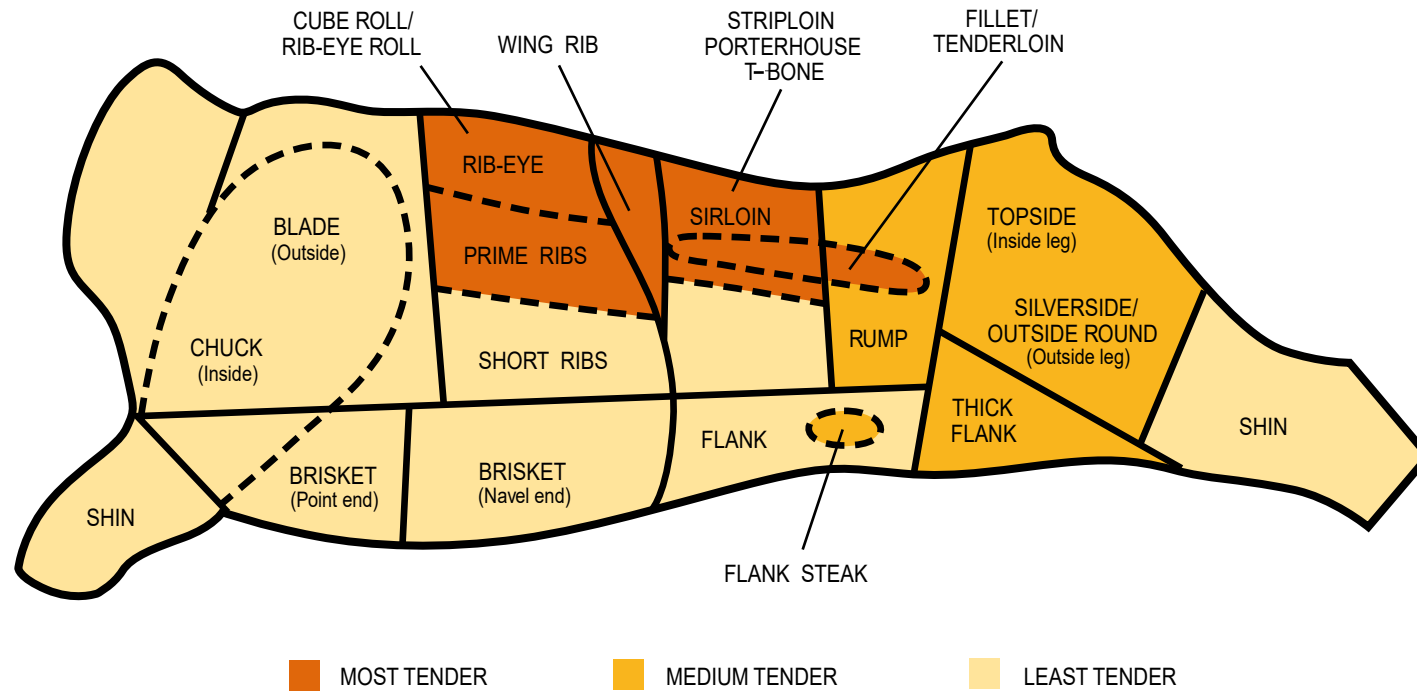 CUBE ROLL/
RIB-EYE ROLL
WING RIB
STRIPLOIN
PORTERHOUSE
T-BONE
FILLET/
TENDERLOIN
RIB-EYE
PRIME RIBS
SHORT RIBS
SIRLOIN
BLADE
(Outside)
CHUCK
(Inside)
TOPSIDE
(Inside leg)
SILVERSIDE/
OUTSIDE ROUND
(Outside leg)
RUMP
THICK
FLANK
SHIN
FLANK
BRISKET
(Point end)
BRISKET
(Navel end)
SHIN
FLANK STEAK
MOST TENDER
MEDIUM TENDER
LEAST TENDER